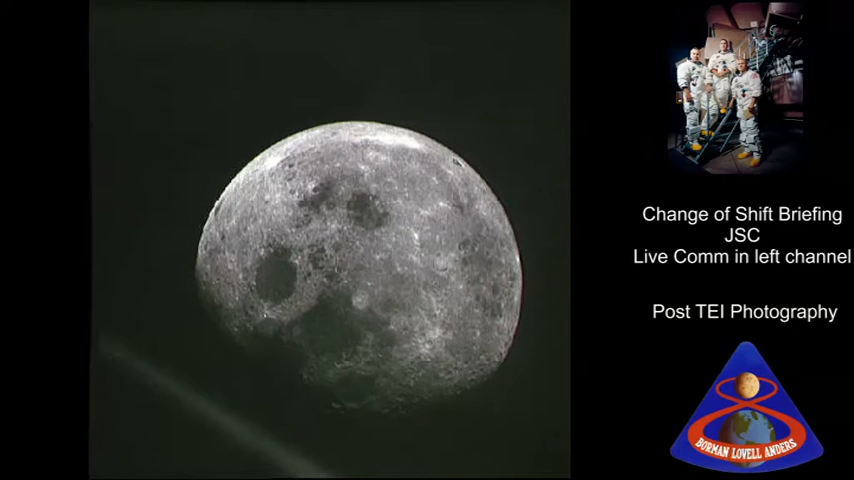 Change of Shift Briefing
JSC
Live Comm in left channel
Post TEI Photography
BORMAN LOVELL ANDERS